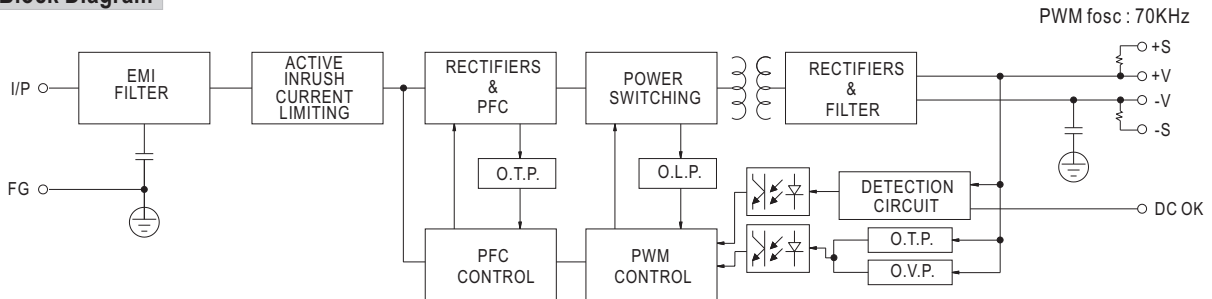 Block Diagram
PWM fosc : 70KHz
I/P
EMI
FILTER
ACTIVE
INRUSH
CURRENT
LIMITING
RECTIFIERS
&
PFC
POWER
SWITCHING
RECTIFIERS
&
FILTER
+S
+V
-V
-S
FG
O.T.P.
O.L.P.
DETECTION
CIRCUIT
DC OK
PFC
CONTROL
PWM
CONTROL
O.T.P.
O.V.P.